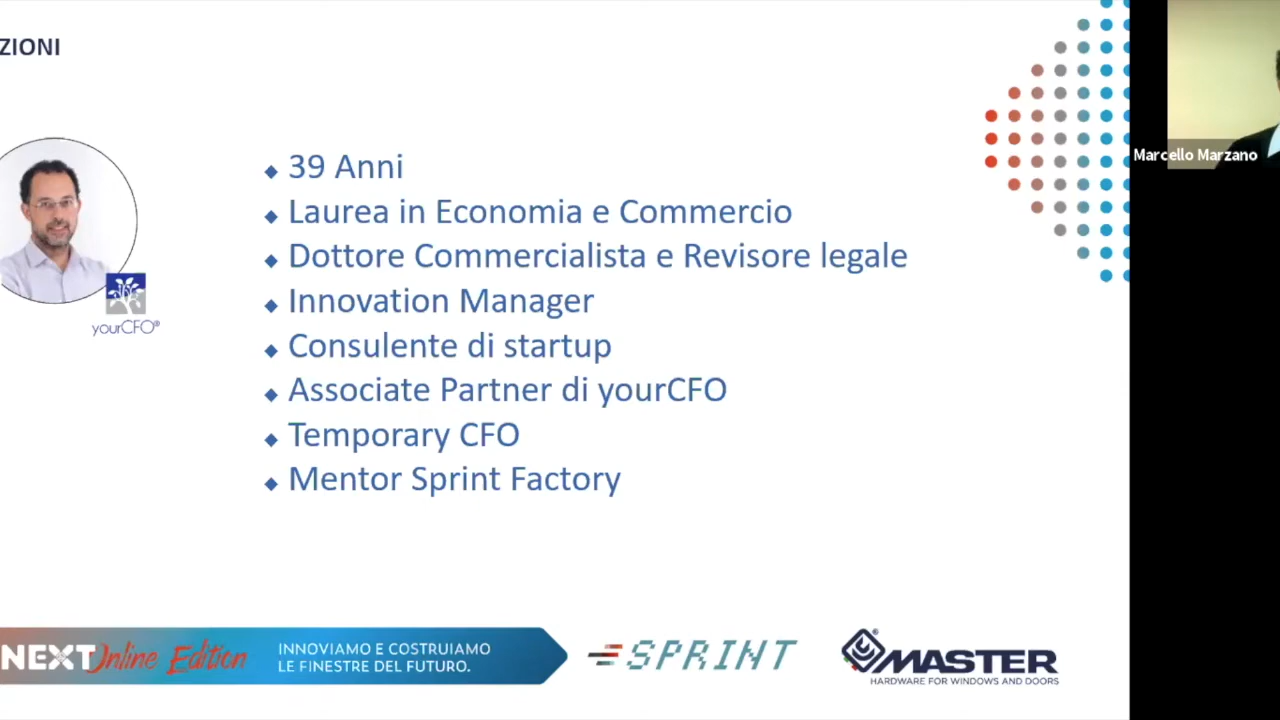 ZIONI
39 Anni
Laurea in Economia e Commercio
Dottore Commercialista e Revisore legale
Innovation Manager
Consulente di startup
Associate Partner di yourCFO
Temporary CFO
Mentor Sprint Factory
yourCFO®
Marcello Marzano
NEXT Online Edition
INNOVIAMO E COSTRUIAMO
LE FINESTRE DEL FUTURO.
SPRINT
MASTER®
HARDWARE FOR WINDOWS AND DOORS